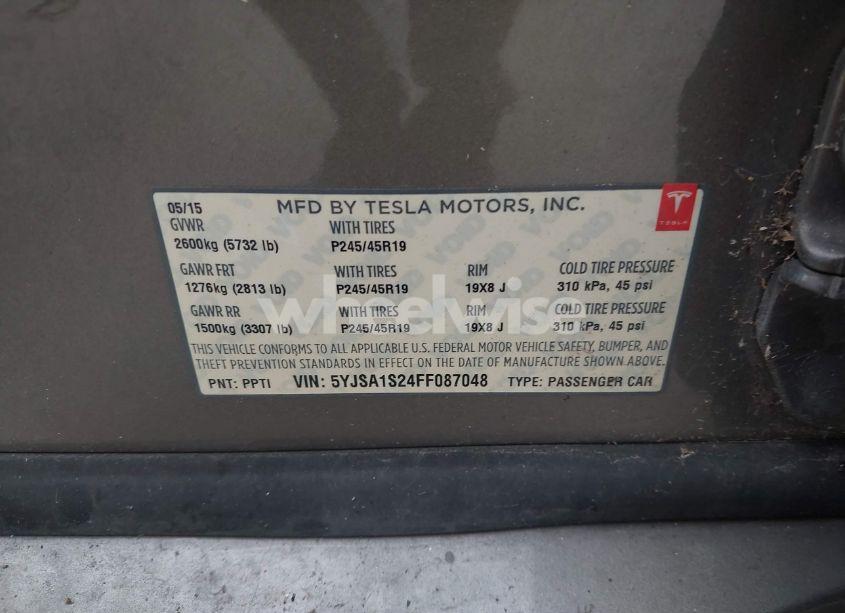 05/15 MFD BY TESLA MOTORS, INC.
GVWR WITH TIRES
2600kg (5732 lb) P245/45R19
GAWR FRT WITH TIRES RIM COLD TIRE PRESSURE
1276kg (2813 lb) P245/45R19 19X8 J 310 kPa, 45 psi
GAWR RR WITH TIRES RIM COLD TIRE PRESSURE
1500kg (3307 lb) P245/45R19 19X8 J 310 kPa, 45 psi
THIS VEHICLE CONFORMS TO ALL APPLICABLE U.S. FEDERAL MOTOR VEHICLE SAFETY, BUMPER, AND
THEFT PREVENTION STANDARDS IN EFFECT ON THE DATE OF MANUFACTURE SHOWN ABOVE.
PNT: PPTI VIN: 5YJSA1S24FF087048 TYPE: PASSENGER CAR
TESLA
wheelwise